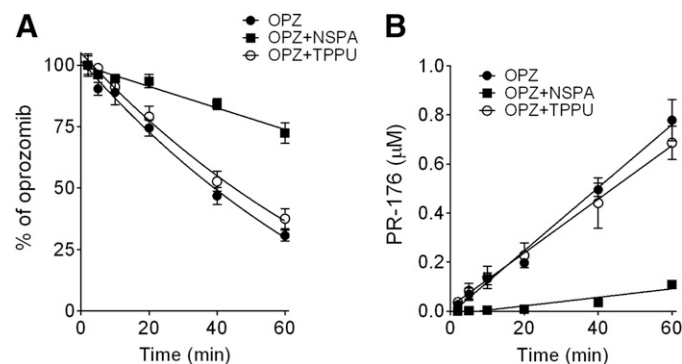 A
OPZ
OPZ+NSPA
OPZ+TPPU
100
75
50
25
0
20
40
60
% of oprozomib
Time (min)
B
OPZ
OPZ+NSPA
OPZ+TPPU
1.0
0.8
0.6
0.4
0.2
0.0
0
20
40
60
PR-176 (μM)
Time (min)